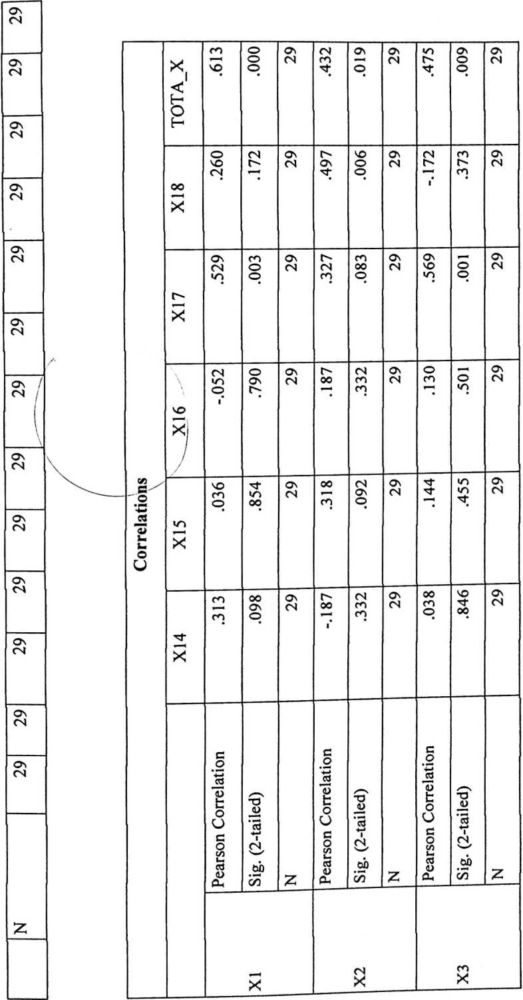 N 29 29 29 29 29 29 29 29 29 29 29 29 29
Correlations
X14 X15 X16 X17 X18 TOTA_X
X1 Pearson Correlation .313 .036 -.052 .529 .260 .613
Sig. (2-tailed) .098 .854 .790 .003 .172 .000
N 29 29 29 29 29 29
X2 Pearson Correlation -.187 .318 .187 .327 .497 .432
Sig. (2-tailed) .332 .092 .332 .083 .006 .019
N 29 29 29 29 29 29
X3 Pearson Correlation .038 .144 .130 .569 -.172 .475
Sig. (2-tailed) .846 .455 .501 .001 .373 .009
N 29 29 29 29 29 29